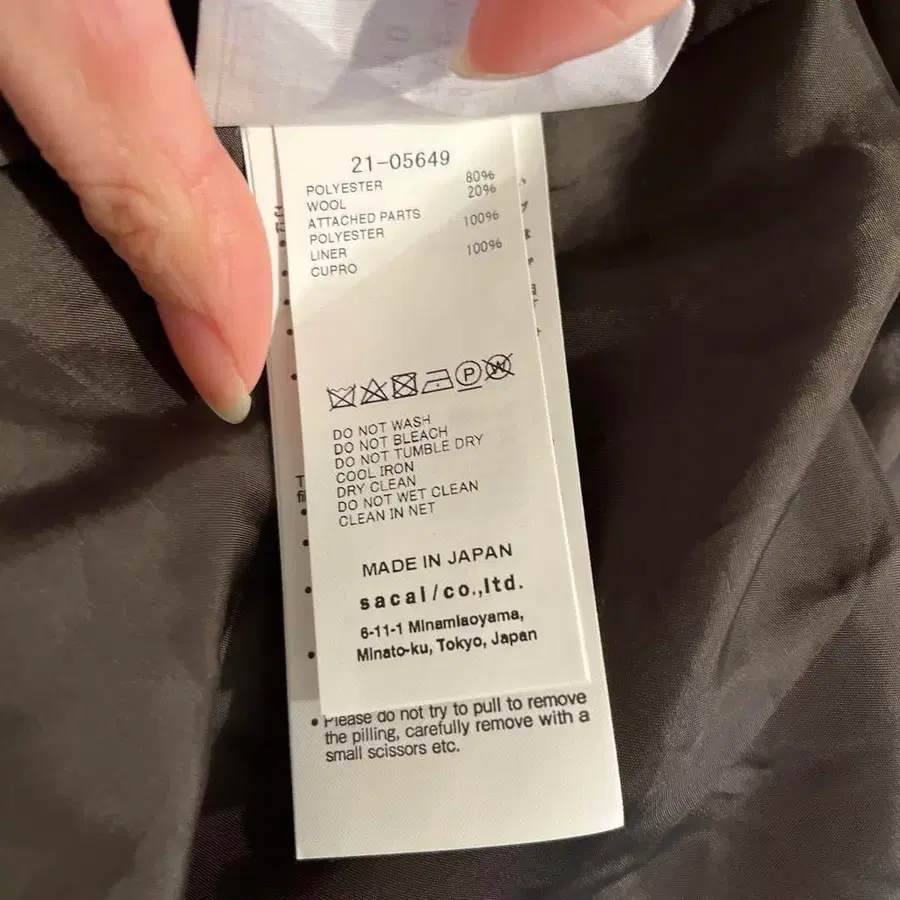 21-05649
POLYESTER 80%
WOOL 20%
ATTACHED PARTS
POLYESTER 100%
LINER
CUPRO 100%
DO NOT WASH
DO NOT BLEACH
DO NOT TUMBLE DRY
COOL IRON
DRY CLEAN
DO NOT WET CLEAN
CLEAN IN NET
MADE IN JAPAN
sacai/co.,ltd.
6-11-1 Minamiaoyama,
Minato-ku, Tokyo, Japan
• Please do not try to pull to remove
the pilling, carefully remove with a
small scissors etc.